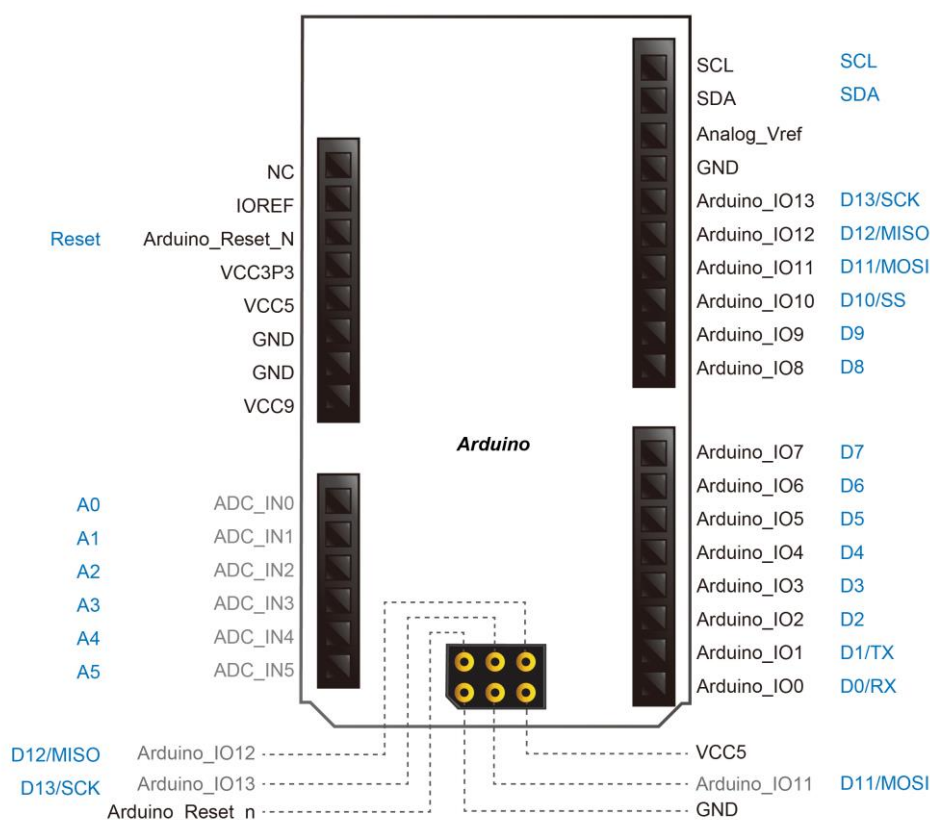 NC
IOREF
Reset Arduino_Reset_N
VCC3P3
VCC5
GND
GND
VCC9
A0 ADC_IN0
A1 ADC_IN1
A2 ADC_IN2
A3 ADC_IN3
A4 ADC_IN4
A5 ADC_IN5
Arduino
SCL SCL
SDA SDA
Analog_Vref
GND
Arduino_IO13 D13/SCK
Arduino_IO12 D12/MISO
Arduino_IO11 D11/MOSI
Arduino_IO10 D10/SS
Arduino_IO9 D9
Arduino_IO8 D8
Arduino_IO7 D7
Arduino_IO6 D6
Arduino_IO5 D5
Arduino_IO4 D4
Arduino_IO3 D3
Arduino_IO2 D2
Arduino_IO1 D1/TX
Arduino_IO0 D0/RX
D12/MISO Arduino_IO12
D13/SCK Arduino_IO13
Arduino_Reset_n
VCC5
Arduino_IO11 D11/MOSI
GND